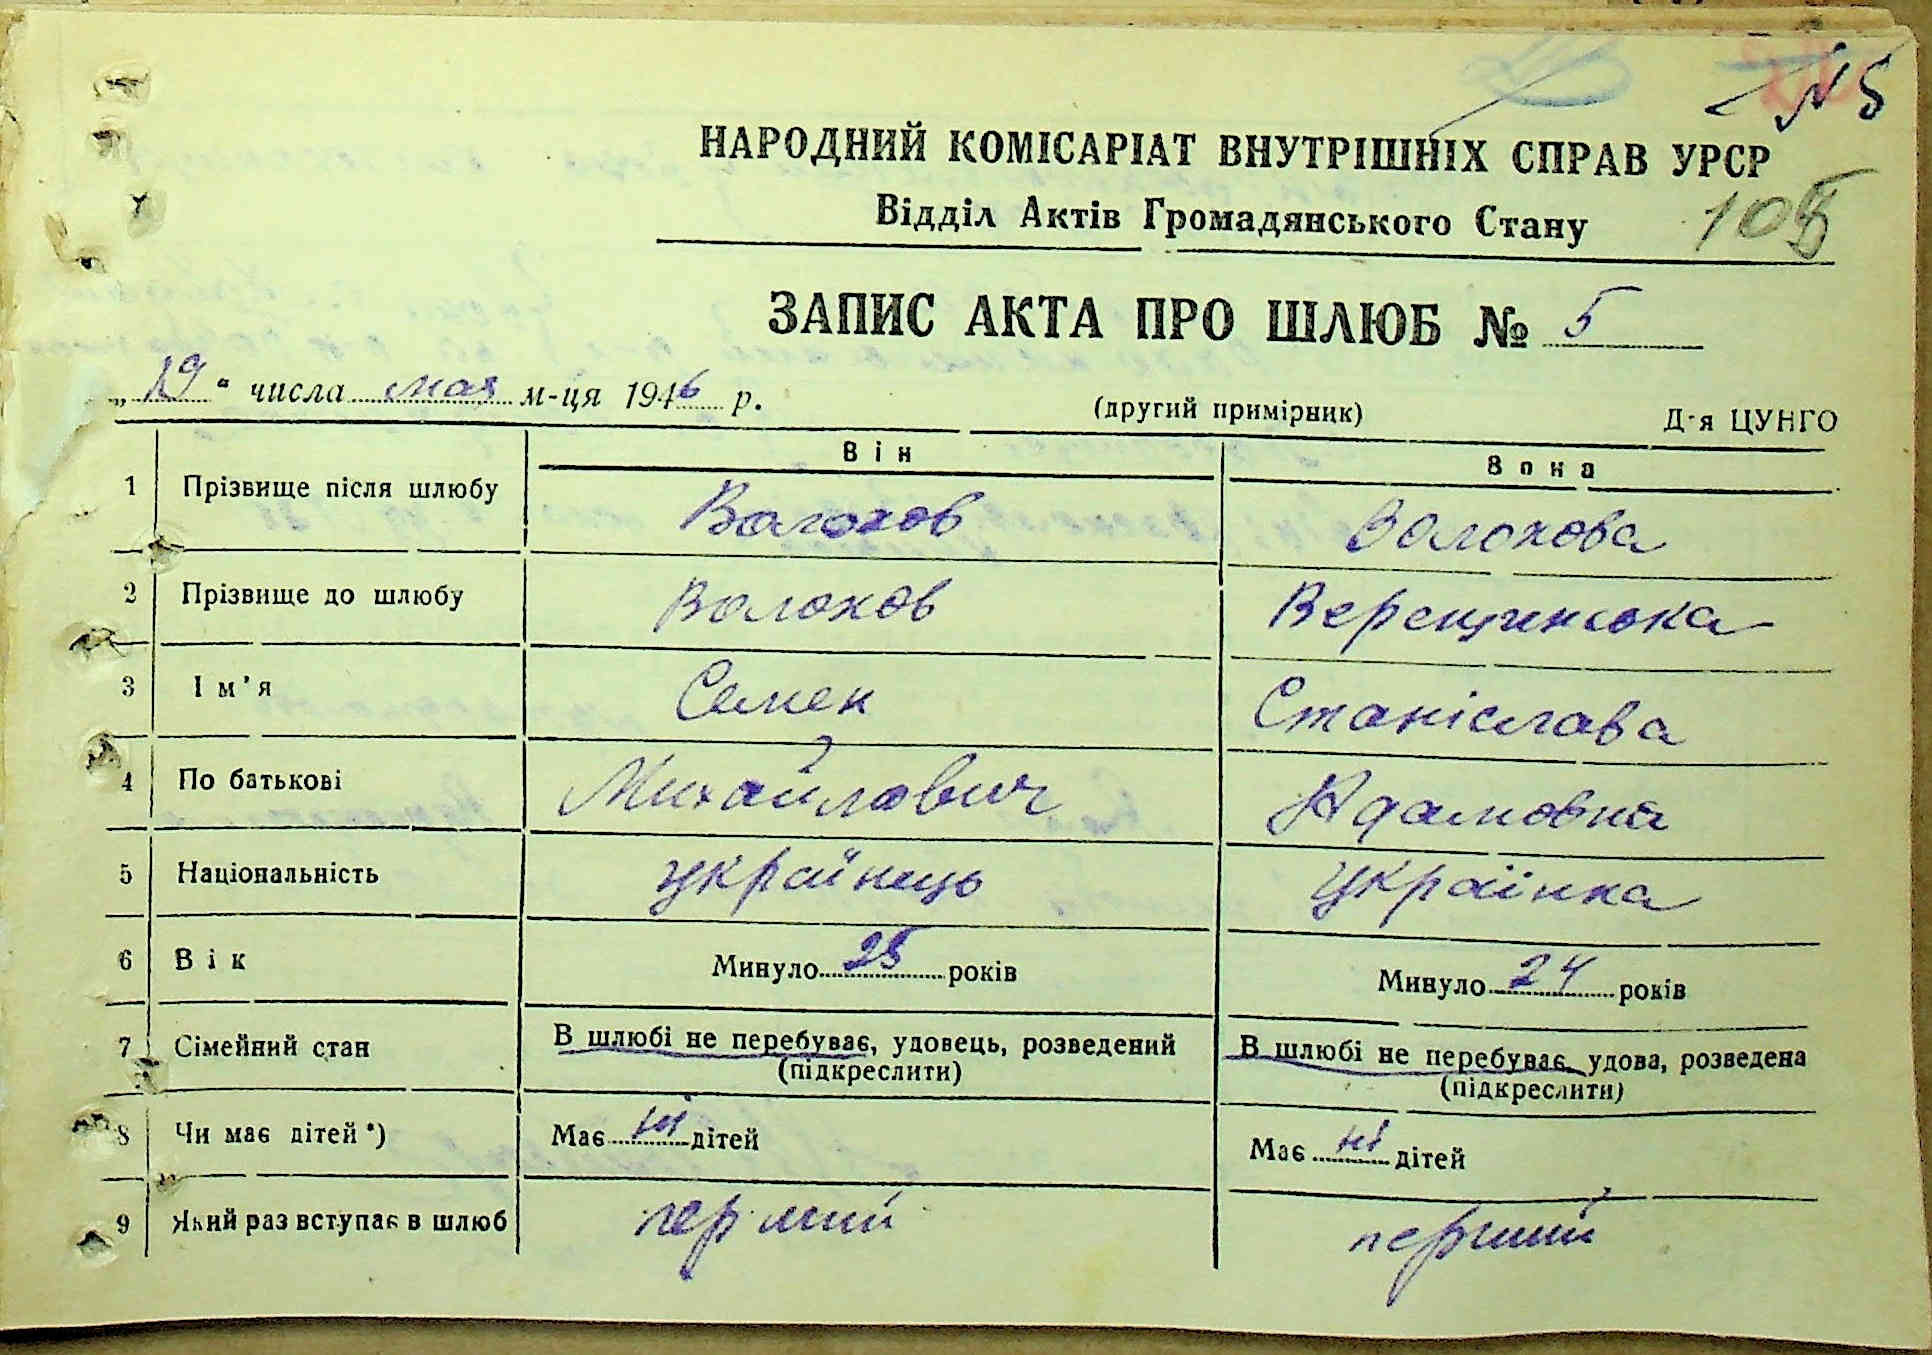 № 5
НАРОДНИЙ КОМІСАРІАТ ВНУТРІШНІХ СПРАВ УРСР
Відділ Актів Громадянського Стану
ЗАПИС АКТА ПРО ШЛЮБ № 5
„19“ числа мая м-ця 1946 р.
(другий примірник)
Д-я ЦУНГО
Він
Вона
1 Прізвище після шлюбу Волохов Волохова
2 Прізвище до шлюбу Волохов Верещинська
3 Ім'я Семен Станіслава
4 По батькові Михайлович Адамовна
5 Національність українець українка
6 Вік Минуло 25 років Минуло 24 років
7 Сімейний стан В шлюбі не перебуває, удовець, розведений В шлюбі не перебуває, удова, розведена
(підкреслити) (підкреслити)
8 Чи має дітей *) Має ні дітей Має ні дітей
9 Який раз вступає в шлюб перший перший